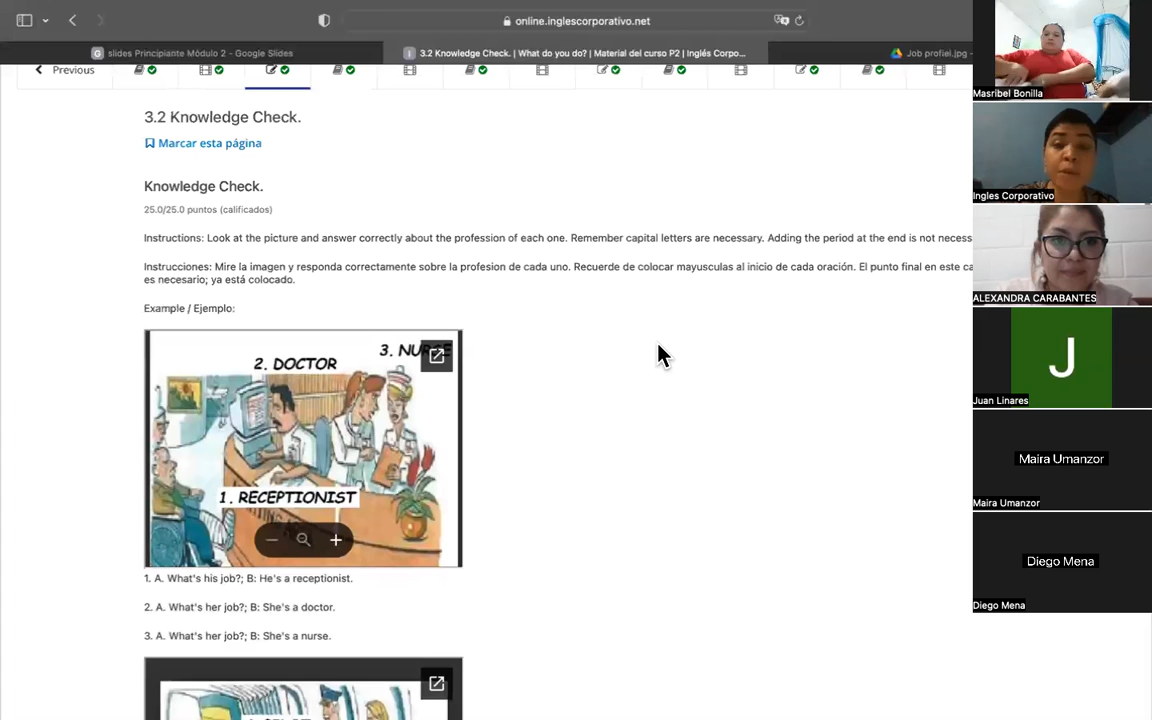 online.inglescorporativo.net
slides Principiante Módulo 2 - Google Slides
3.2 Knowledge Check. | What do you do? | Material del curso P2 | Inglés Corpo...
Job profiel.jpg -
Previous
3.2 Knowledge Check.
Marcar esta página
Knowledge Check.
25.0/25.0 puntos (calificados)
Instructions: Look at the picture and answer correctly about the profession of each one. Remember capital letters are necessary. Adding the period at the end is not necess
Instrucciones: Mire la imagen y responda correctamente sobre la profesion de cada uno. Recuerde de colocar mayusculas al inicio de cada oración. El punto final en este ca
es necesario; ya está colocado.
Example / Ejemplo:
3. NURSE
2. DOCTOR
1. RECEPTIONIST
1. A. What's his job?; B: He's a receptionist.
2. A. What's her job?; B: She's a doctor.
3. A. What's her job?; B: She's a nurse.
Masribel Bonilla
Ingles Corporativo
ALEXANDRA CARABANTES
J
Juan Linares
Maira Umanzor
Maira Umanzor
Diego Mena
Diego Mena